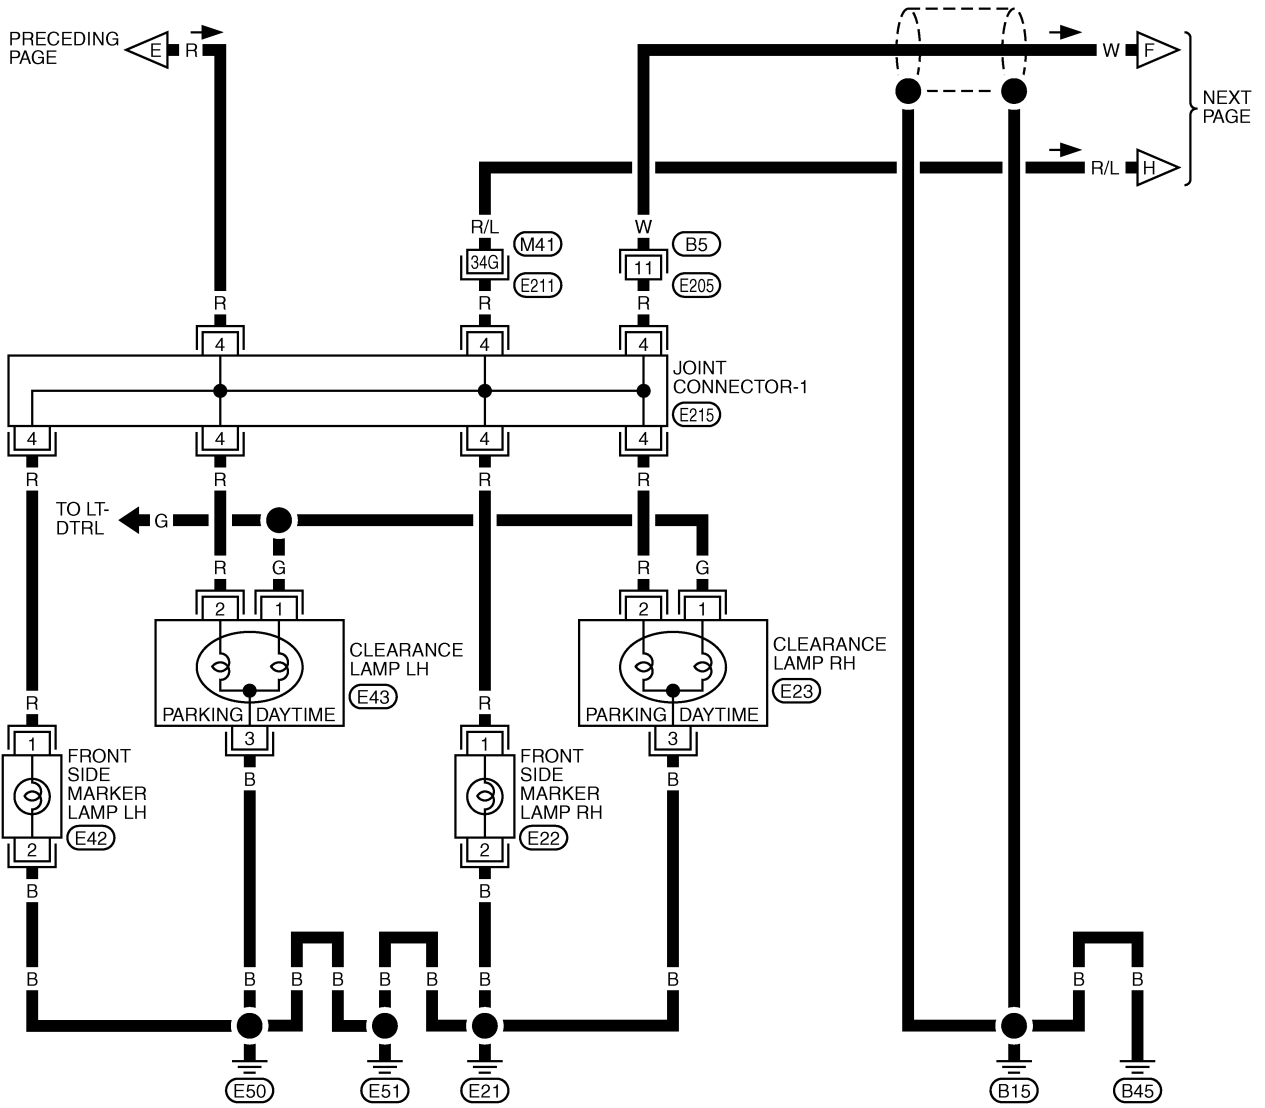 PRECEDING
PAGE
E
R
W
F
NEXT
PAGE
R/L
H
R/L
W
34G
M41
E211
11
B5
E205
R
R
R
4
4
4
JOINT
CONNECTOR-1
E215
4
4
4
4
R
R
R
R
TO LT-
DTRL
G
R
G
R
G
2
1
2
1
CLEARANCE
LAMP LH
E43
CLEARANCE
LAMP RH
E23
PARKING
DAYTIME
PARKING
DAYTIME
R
R
3
3
1
1
FRONT
SIDE
MARKER
LAMP LH
E42
FRONT
SIDE
MARKER
LAMP RH
E22
B
B
2
2
B
B
B
B
B
B
B
B
B
B
B
B
E50
E51
E21
B15
B45